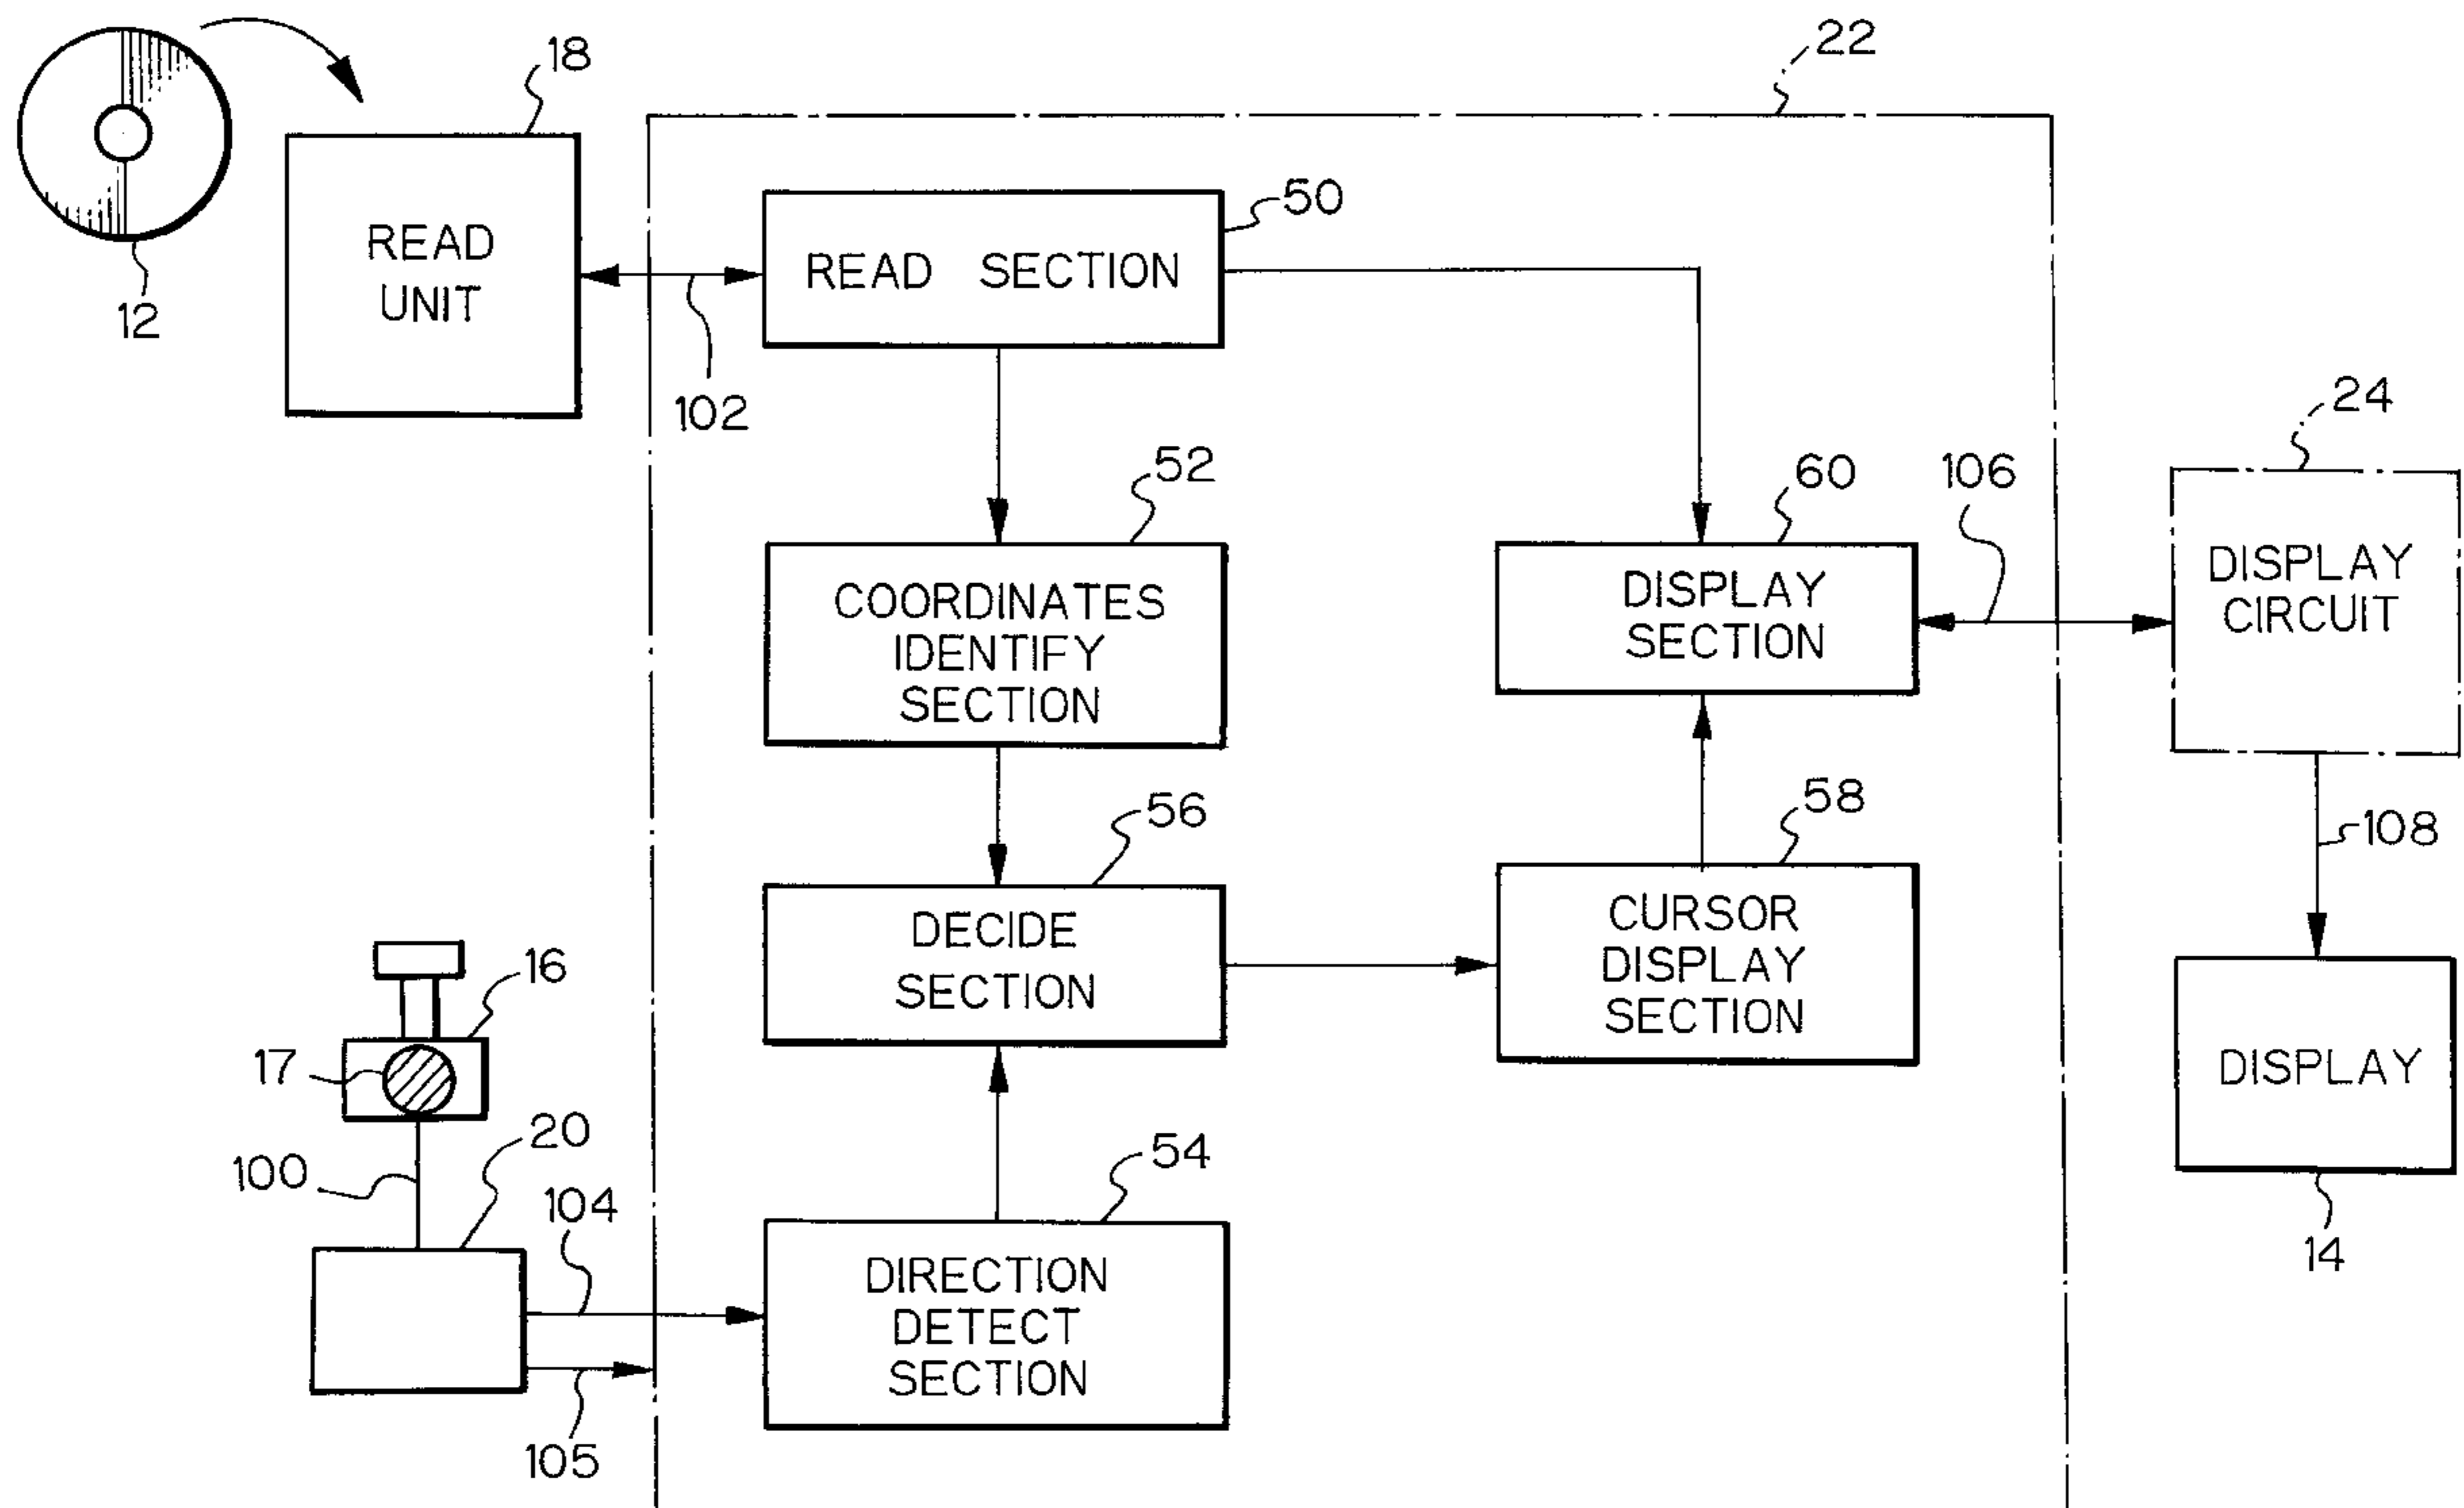 12
18
READ
UNIT
102
22
50
READ SECTION
52
COORDINATES
IDENTIFY
SECTION
60
DISPLAY
SECTION
106
24
DISPLAY
CIRCUIT
108
56
DECIDE
SECTION
58
CURSOR
DISPLAY
SECTION
DISPLAY
14
16
17
100
20
104
105
54
DIRECTION
DETECT
SECTION